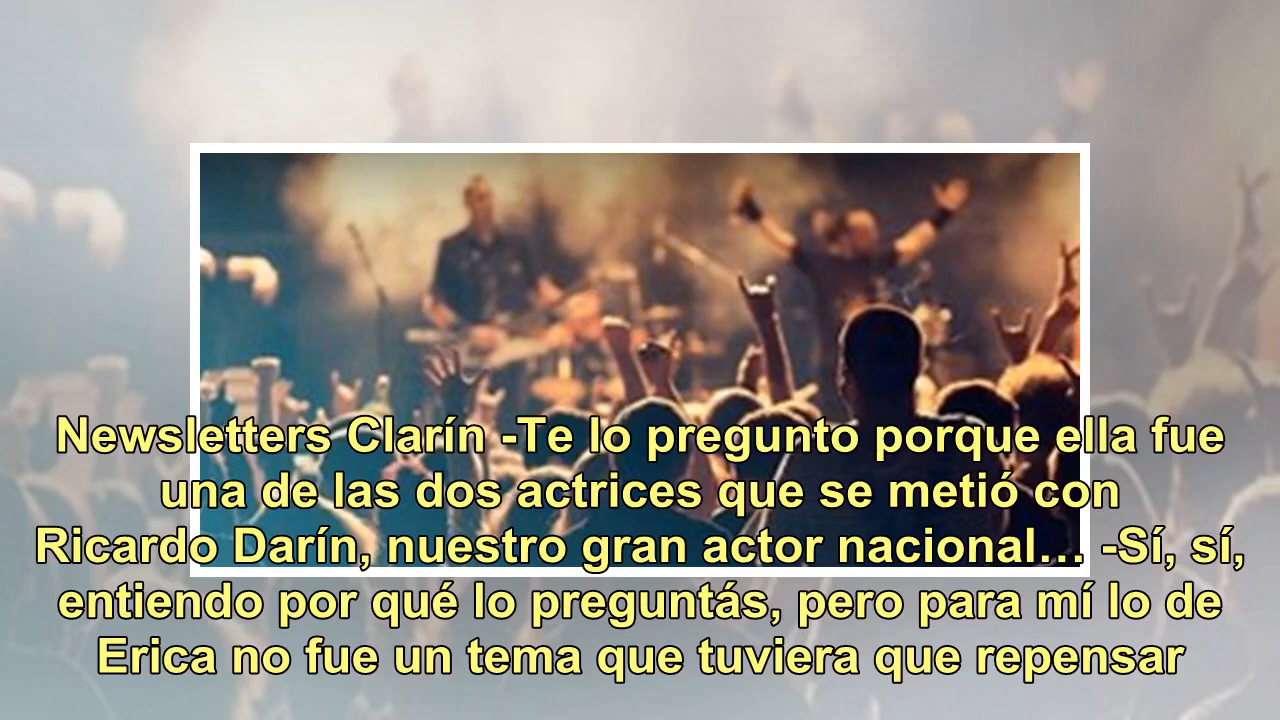 Newsletters Clarín -Te lo pregunto porque ella fue
una de las dos actrices que se metió con
Ricardo Darín, nuestro gran actor nacional… -Sí, sí,
entiendo por qué lo preguntás, pero para mí lo de
Erica no fue un tema que tuviera que repensar